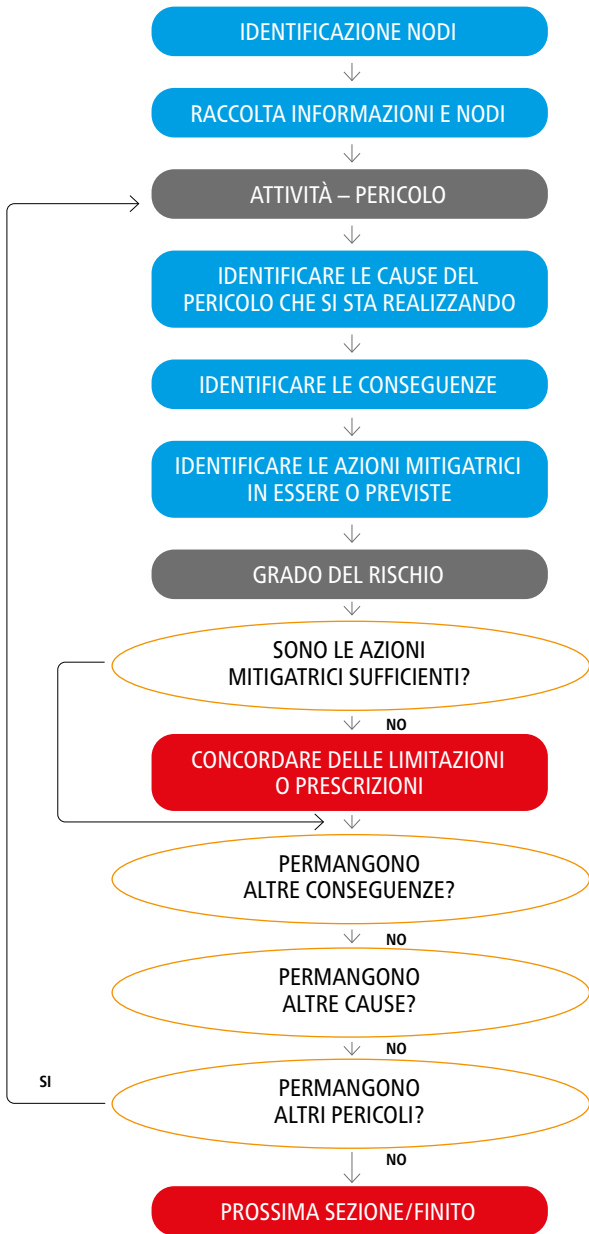 IDENTIFICAZIONE NODI
RACCOLTA INFORMAZIONI E NODI
ATTIVITÀ – PERICOLO
IDENTIFICARE LE CAUSE DEL
PERICOLO CHE SI STA REALIZZANDO
IDENTIFICARE LE CONSEGUENZE
IDENTIFICARE LE AZIONI MITIGATRICI
IN ESSERE O PREVISTE
GRADO DEL RISCHIO
SONO LE AZIONI
MITIGATRICI SUFFICIENTI?
NO
CONCORDARE DELLE LIMITAZIONI
O PRESCRIZIONI
PERMANGONO
ALTRE CONSEGUENZE?
NO
PERMANGONO
ALTRE CAUSE?
NO
SI
PERMANGONO
ALTRI PERICOLI?
NO
PROSSIMA SEZIONE/FINITO